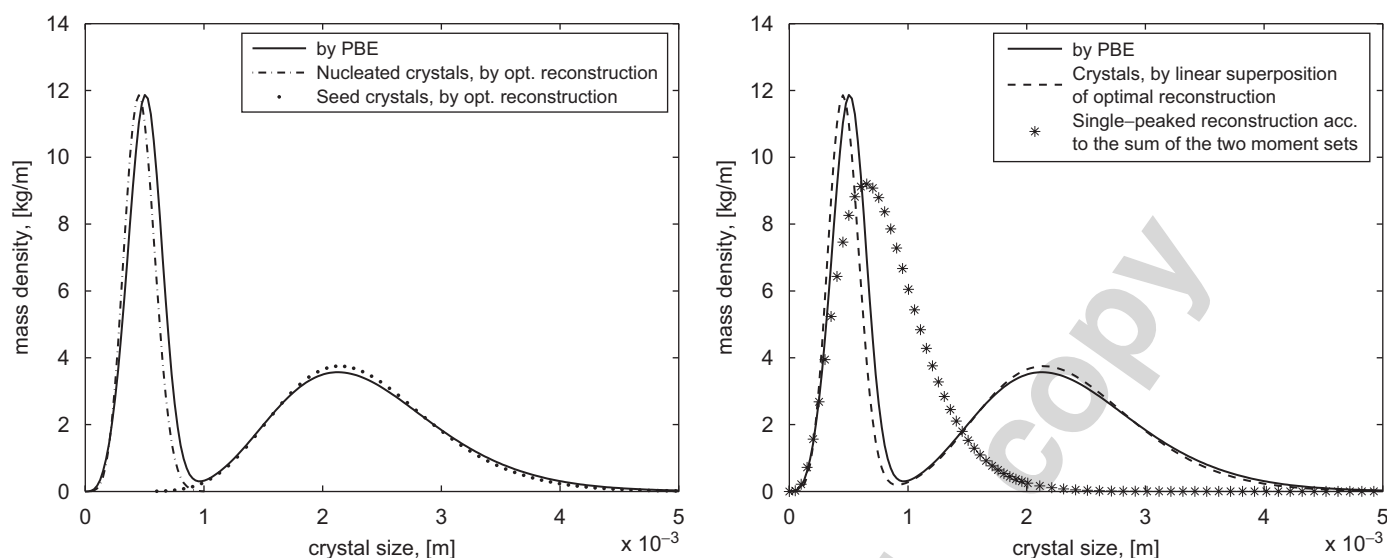 14
12
10
8
6
4
2
0
mass density, [kg/m]
by PBE
Nucleated crystals, by opt. reconstruction
Seed crystals, by opt. reconstruction
0
1
2
3
4
5
crystal size, [m]
x 10⁻³
14
12
10
8
6
4
2
0
mass density, [kg/m]
by PBE
Crystals, by linear superposition
of optimal reconstruction
Single–peaked reconstruction acc.
to the sum of the two moment sets
copy
0
1
2
3
4
5
crystal size, [m]
x 10⁻³